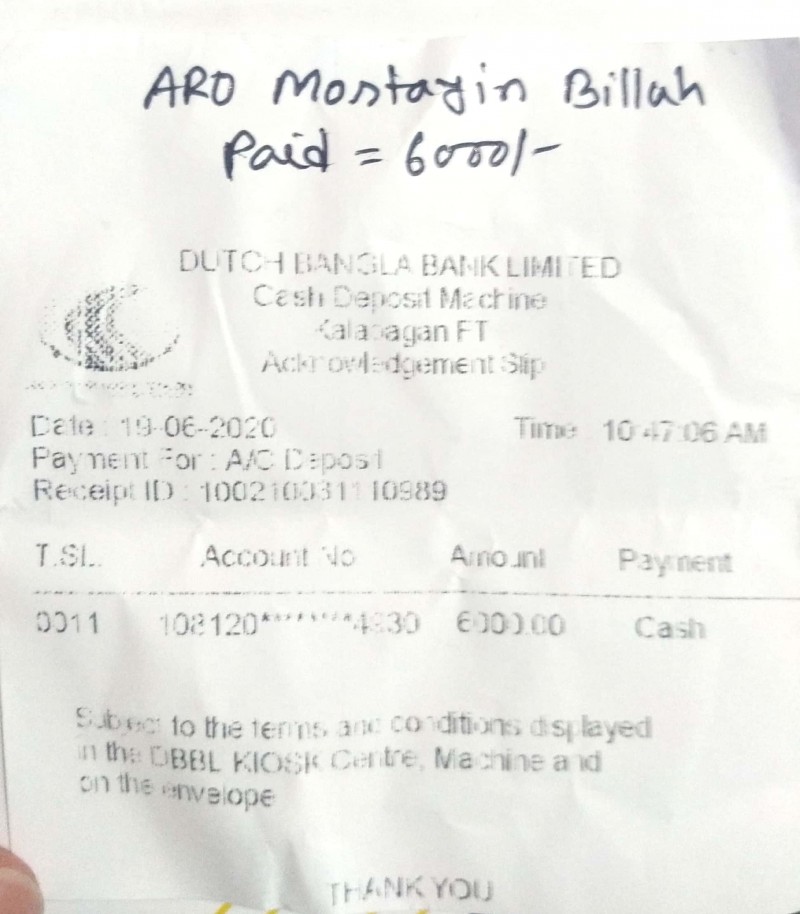 ARO Mostayin Billah
Paid = 6000/-
DUTCH BANGLA BANK LIMITED
Cash Deposit Machine
Kalabagan FT
Acknowledgement Slip
Date : 19-06-2020 Time 10:47:06 AM
Payment For : A/C Deposit
Receipt ID :
T.SL. Account No Amount Payment
0011 6000.00 Cash
Subject to the terms and conditions displayed
in the DBBL KIOSK Centre, Machine and
on the envelope
THANK YOU